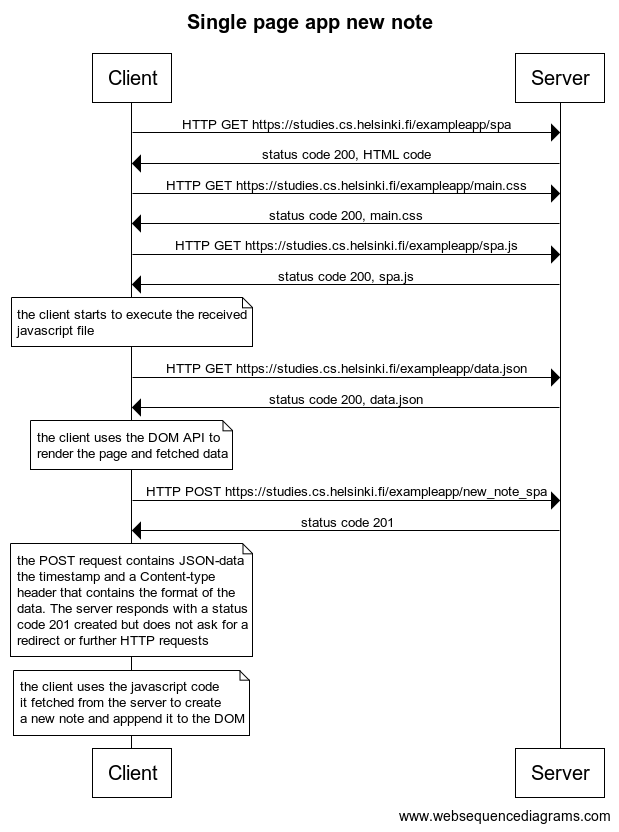 Single page app new note
Client
Server
HTTP GET https://studies.cs.helsinki.fi/exampleapp/spa
status code 200, HTML code
HTTP GET https://studies.cs.helsinki.fi/exampleapp/main.css
status code 200, main.css
HTTP GET https://studies.cs.helsinki.fi/exampleapp/spa.js
status code 200, spa.js
the client starts to execute the received
javascript file
HTTP GET https://studies.cs.helsinki.fi/exampleapp/data.json
status code 200, data.json
the client uses the DOM API to
render the page and fetched data
HTTP POST https://studies.cs.helsinki.fi/exampleapp/new_note_spa
status code 201
the POST request contains JSON-data
the timestamp and a Content-type
header that contains the format of the
data. The server responds with a status
code 201 created but does not ask for a
redirect or further HTTP requests
the client uses the javascript code
it fetched from the server to create
a new note and apppend it to the DOM
Client
Server
www.websequencediagrams.com